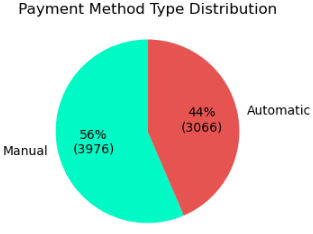 Payment Method Type Distribution
44%
(3066)
Automatic
56%
(3976)
Manual